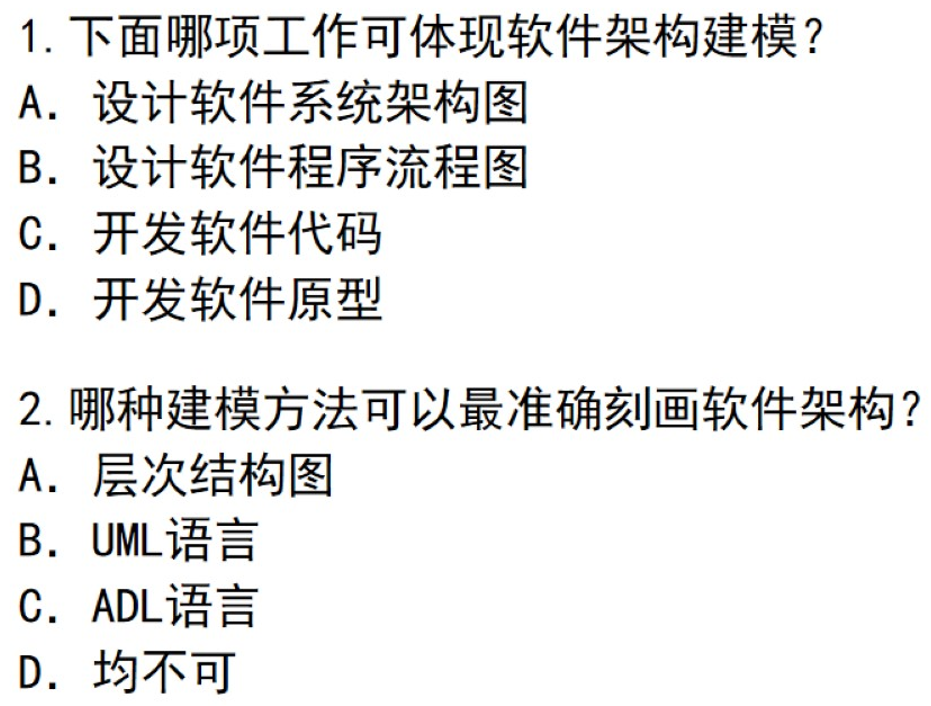 1. 下面哪项工作可体现软件架构建模？
A. 设计软件系统架构图
B. 设计软件程序流程图
C. 开发软件代码
D. 开发软件原型
2. 哪种建模方法可以最准确刻画软件架构？
A. 层次结构图
B. UML语言
C. ADL语言
D. 均不可